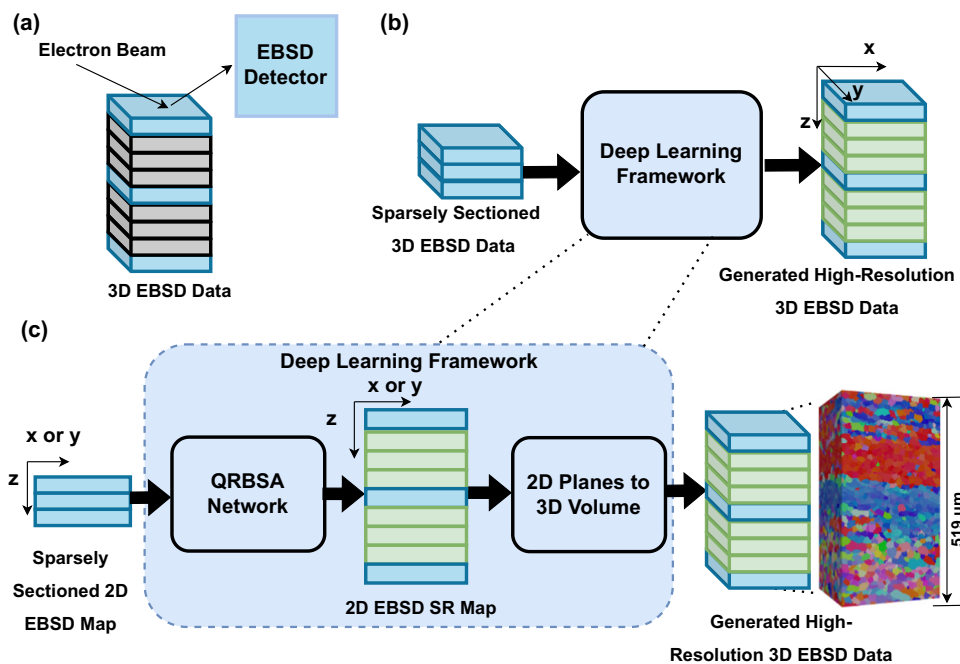 (a)
Electron Beam
EBSD
Detector
3D EBSD Data
(b)
Sparsely Sectioned
3D EBSD Data
Deep Learning
Framework
x
y
z
Generated High-Resolution
3D EBSD Data
(c)
Deep Learning Framework
x or y
z
Sparsely
Sectioned 2D
EBSD Map
QRBSA
Network
x or y
z
2D EBSD SR Map
2D Planes to
3D Volume
519 µm
Generated High-
Resolution 3D EBSD Data